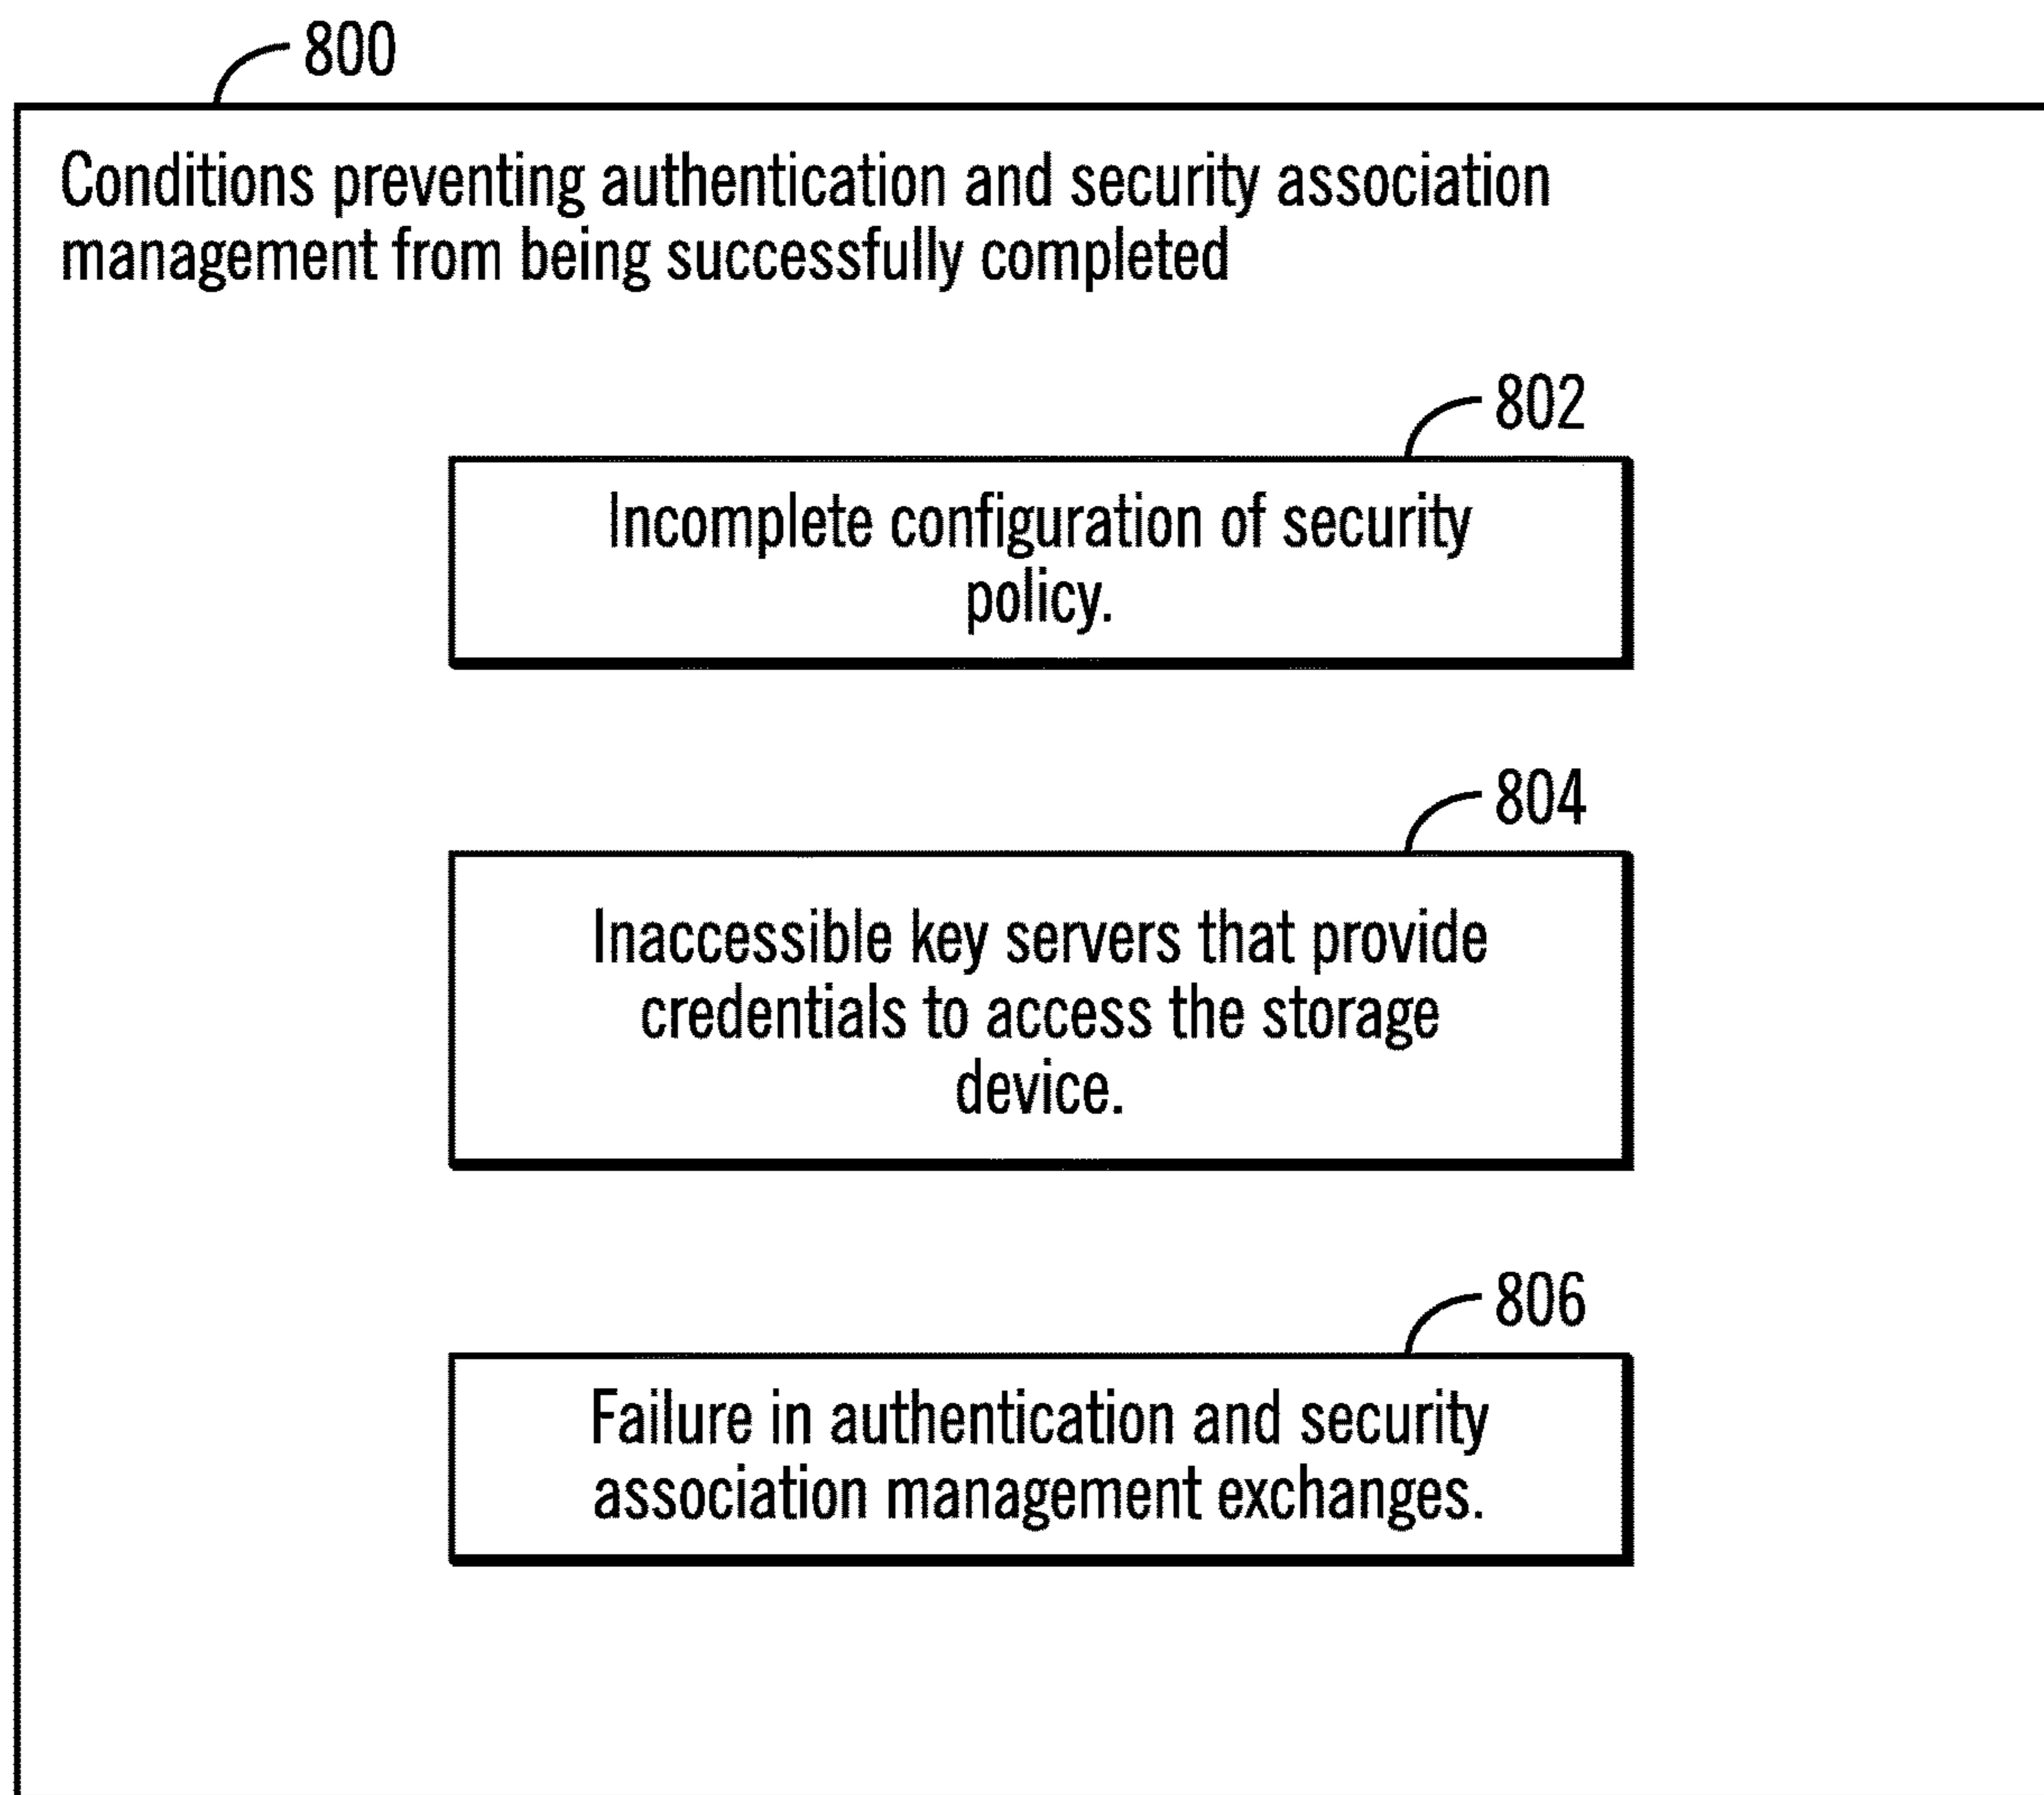 800
Conditions preventing authentication and security association
management from being successfully completed
802
Incomplete configuration of security
policy.
804
Inaccessible key servers that provide
credentials to access the storage
device.
806
Failure in authentication and security
association management exchanges.